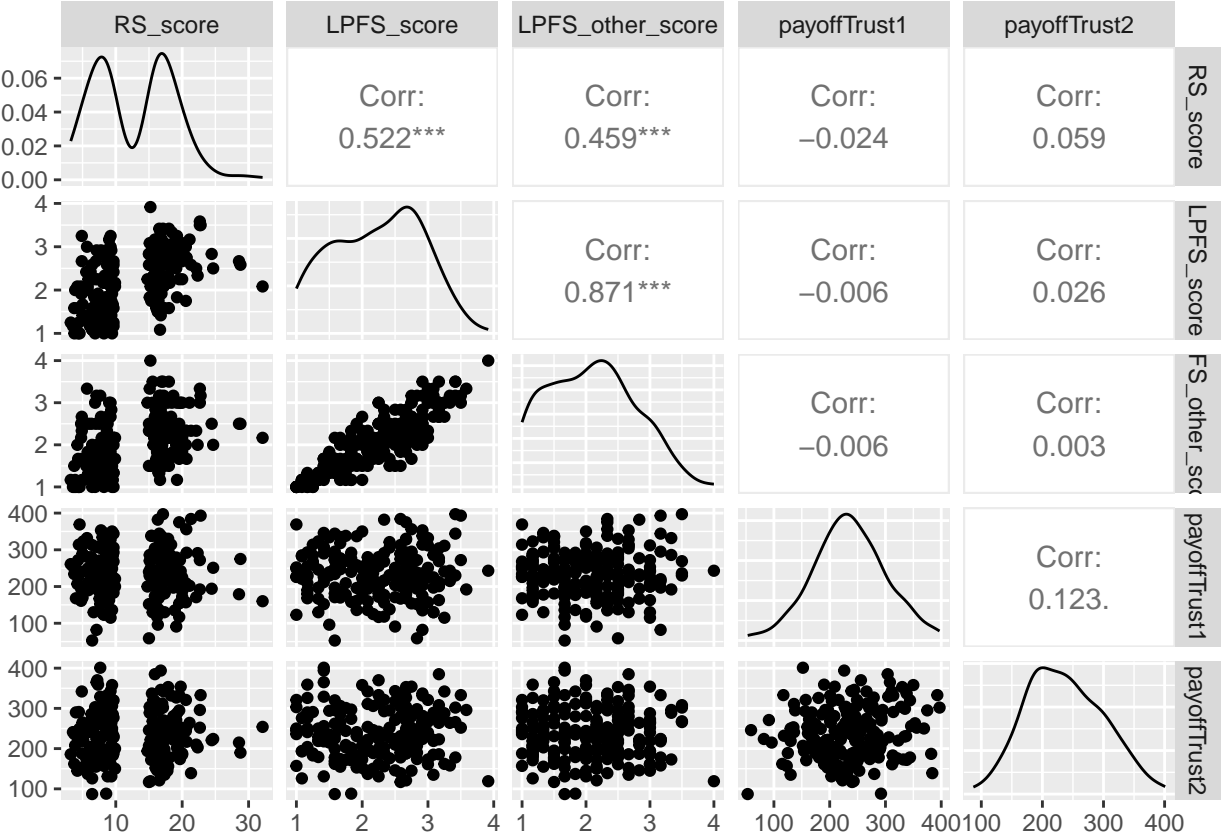 RS_score
LPFS_score
LPFS_other_score
payoffTrust1
payoffTrust2
0.06
0.04
0.02
0.00
Corr:
0.522***
Corr:
0.459***
Corr:
−0.024
Corr:
0.059
RS_score
4
3
2
1
Corr:
0.871***
Corr:
−0.006
Corr:
0.026
LPFS_score
4
3
2
1
Corr:
−0.006
Corr:
0.003
FS_other_sc
400
300
200
100
Corr:
0.123.
payoffTrust1
400
300
200
100
payoffTrust2
10 20 30
1 2 3 4
1 2 3 4
100 200 300 400
100 200 300 400